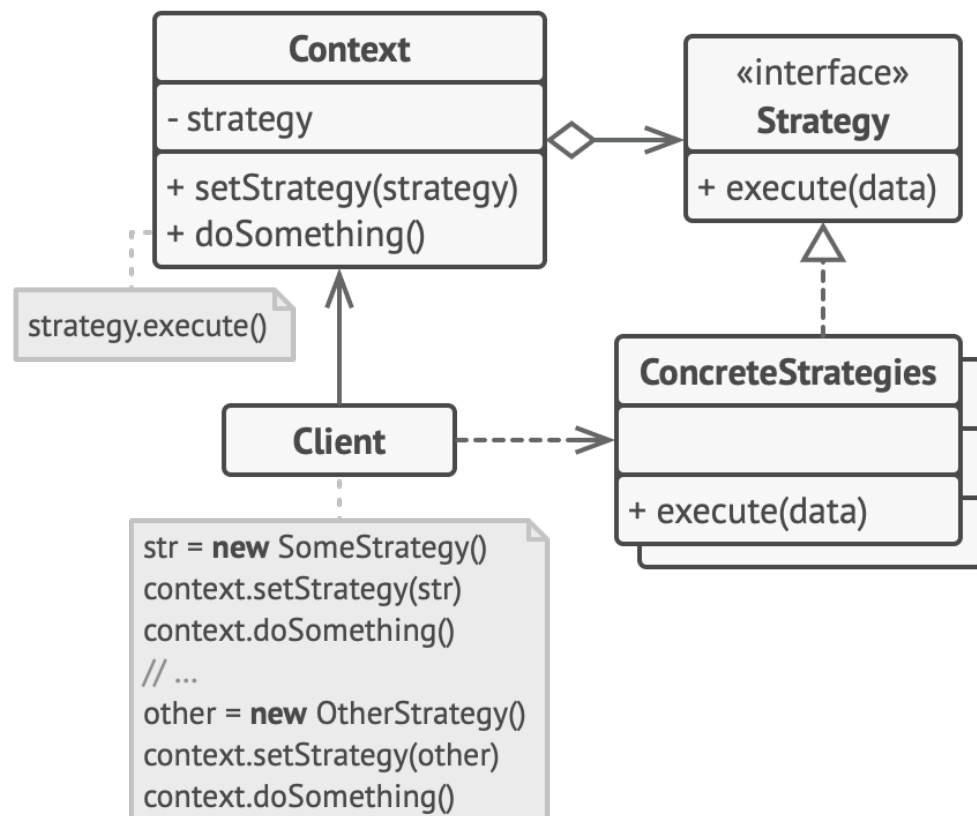 Context
- strategy
+ setStrategy(strategy)
+ doSomething()
«interface»
Strategy
+ execute(data)
strategy.execute()
ConcreteStrategies
+ execute(data)
Client
str = new SomeStrategy()
context.setStrategy(str)
context.doSomething()
// ...
other = new OtherStrategy()
context.setStrategy(other)
context.doSomething()